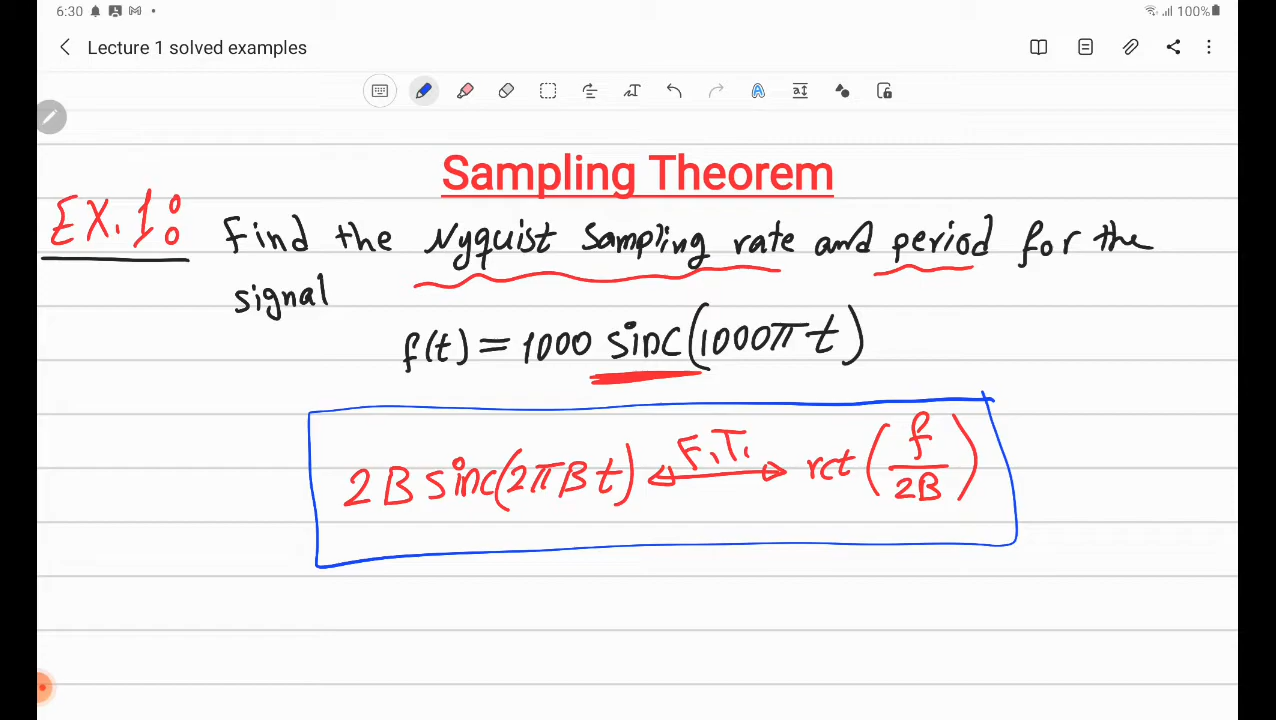 6:30 100%
Lecture 1 solved examples
Sampling Theorem
EX.1: Find the Nyquist Sampling rate and period for the
signal
f(t) = 1000 sinc(1000πt)
2B sinc(2πBt) F.T. rct(f/2B)